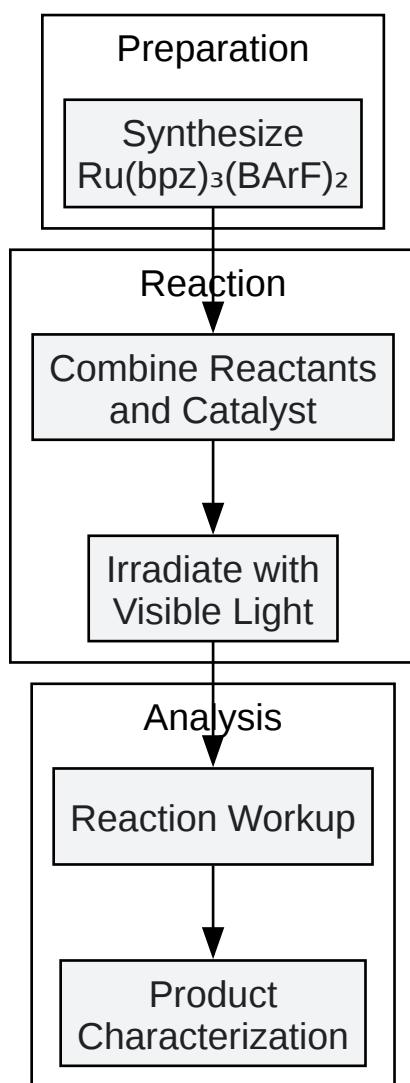 Preparation
Synthesize
Ru(bpz)₃(BArF)₂
Reaction
Combine Reactants
and Catalyst
Irradiate with
Visible Light
Analysis
Reaction Workup
Product
Characterization